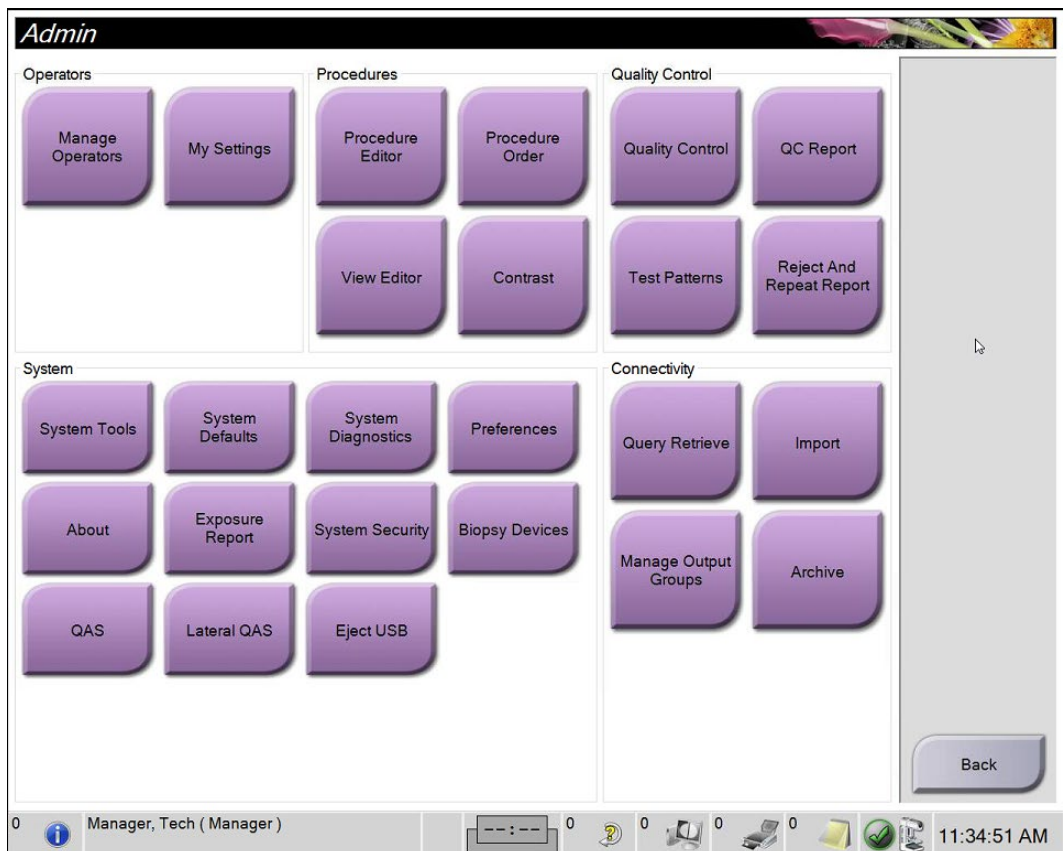 Admin
Operators
Manage
Operators
My Settings
Procedures
Procedure
Editor
Procedure
Order
View Editor
Contrast
Quality Control
Quality Control
QC Report
Test Patterns
Reject And
Repeat Report
System
System Tools
System
Defaults
System
Diagnostics
Preferences
About
Exposure
Report
System Security
Biopsy Devices
QAS
Lateral QAS
Eject USB
Connectivity
Query Retrieve
Import
Manage Output
Groups
Archive
Back
0
Manager, Tech ( Manager )
--:--
0
0
0
0
11:34:51 AM